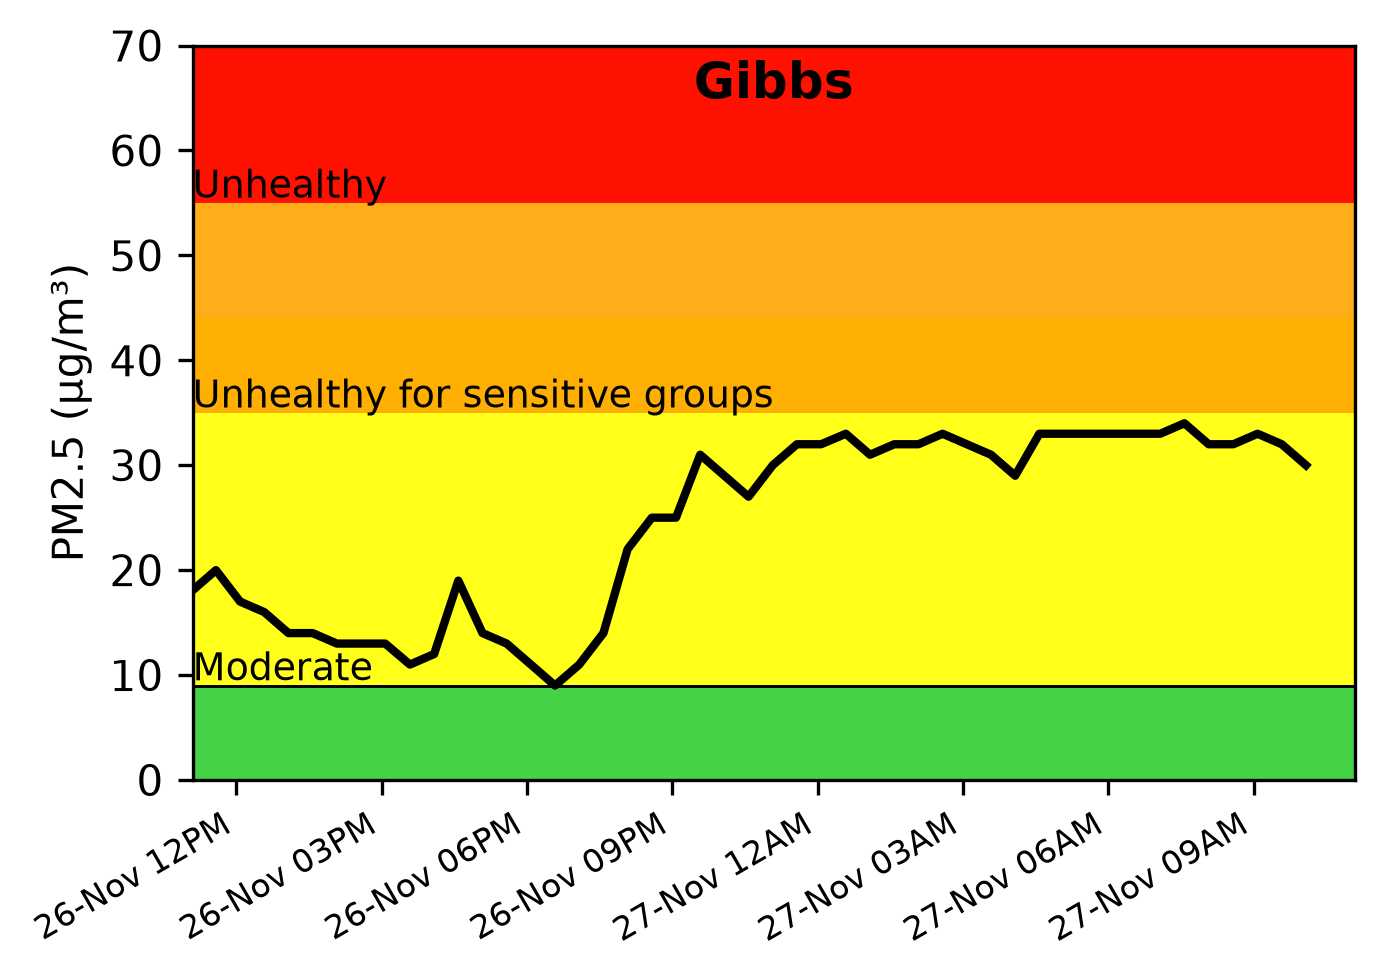 Gibbs
70
60
50
40
30
20
10
0
PM2.5 (µg/m³)
Unhealthy
Unhealthy for sensitive groups
Moderate
26-Nov 12PM
26-Nov 03PM
26-Nov 06PM
26-Nov 09PM
27-Nov 12AM
27-Nov 03AM
27-Nov 06AM
27-Nov 09AM